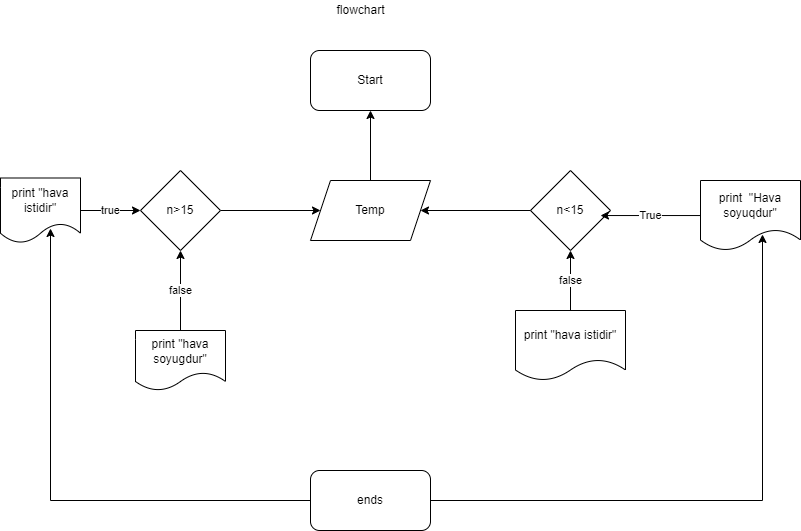 flowchart
Start
print "hava
istidir"
true
n>15
Temp
n<15
True
print  "Hava
soyuqdur"
false
false
print "hava
soyugdur"
print "hava istidir"
ends